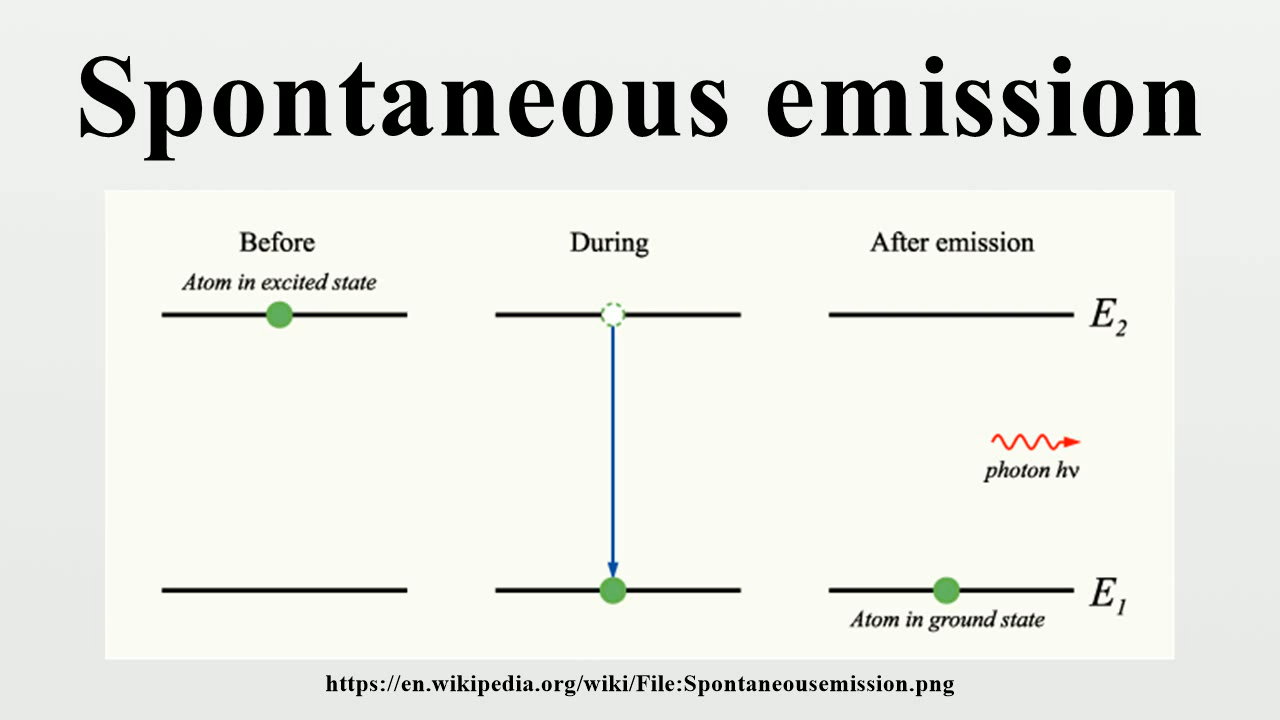 Spontaneous emission
Before
During
After emission
Atom in excited state
E2
photon hν
E1
Atom in ground state
https://en.wikipedia.org/wiki/File:Spontaneousemission.png